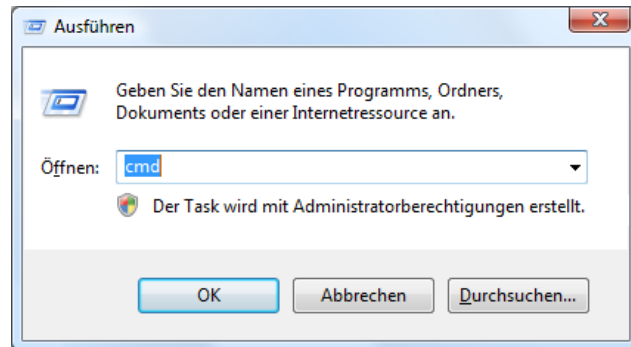 Ausführen
Geben Sie den Namen eines Programms, Ordners,
Dokuments oder einer Internetressource an.
Öffnen: cmd
Der Task wird mit Administratorberechtigungen erstellt.
OK Abbrechen Durchsuchen...